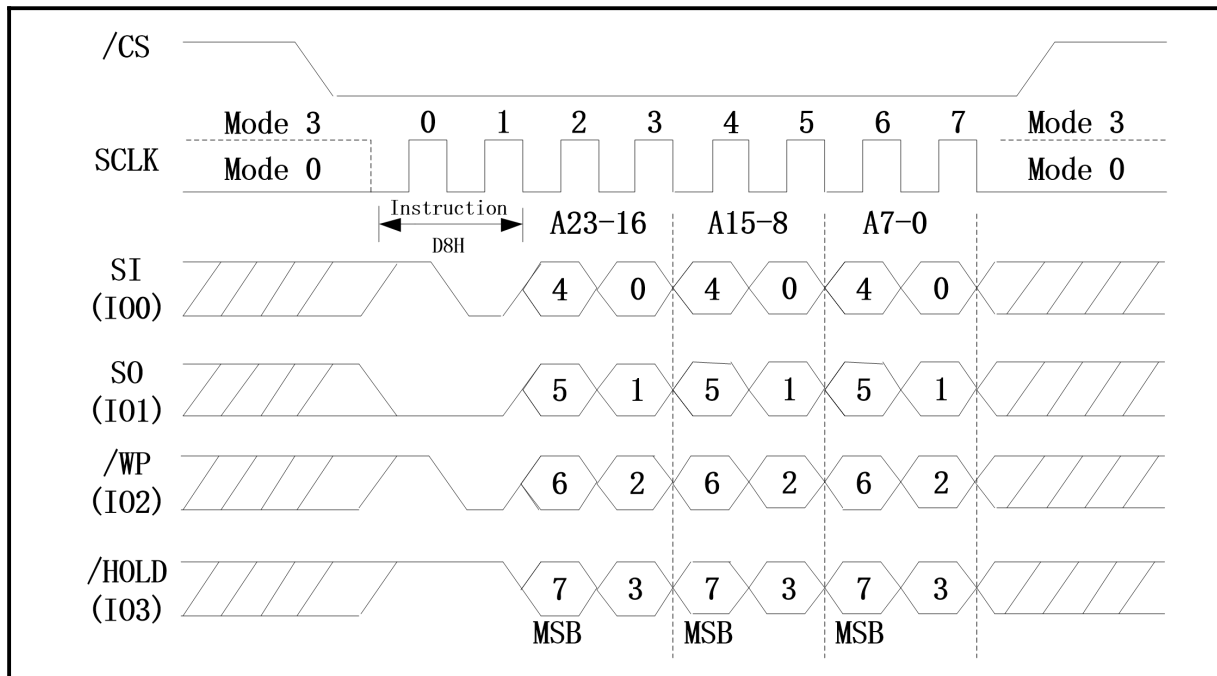 /CS
Mode 3 0 1 2 3 4 5 6 7 Mode 3
SCLK
Mode 0 Mode 0
Instruction
A23-16 A15-8 A7-0
D8H
SI
(IO0)
4 0 4 0 4 0
SO
(IO1)
5 1 5 1 5 1
/WP
(IO2)
6 2 6 2 6 2
/HOLD
(IO3)
7 3 7 3 7 3
MSB MSB MSB